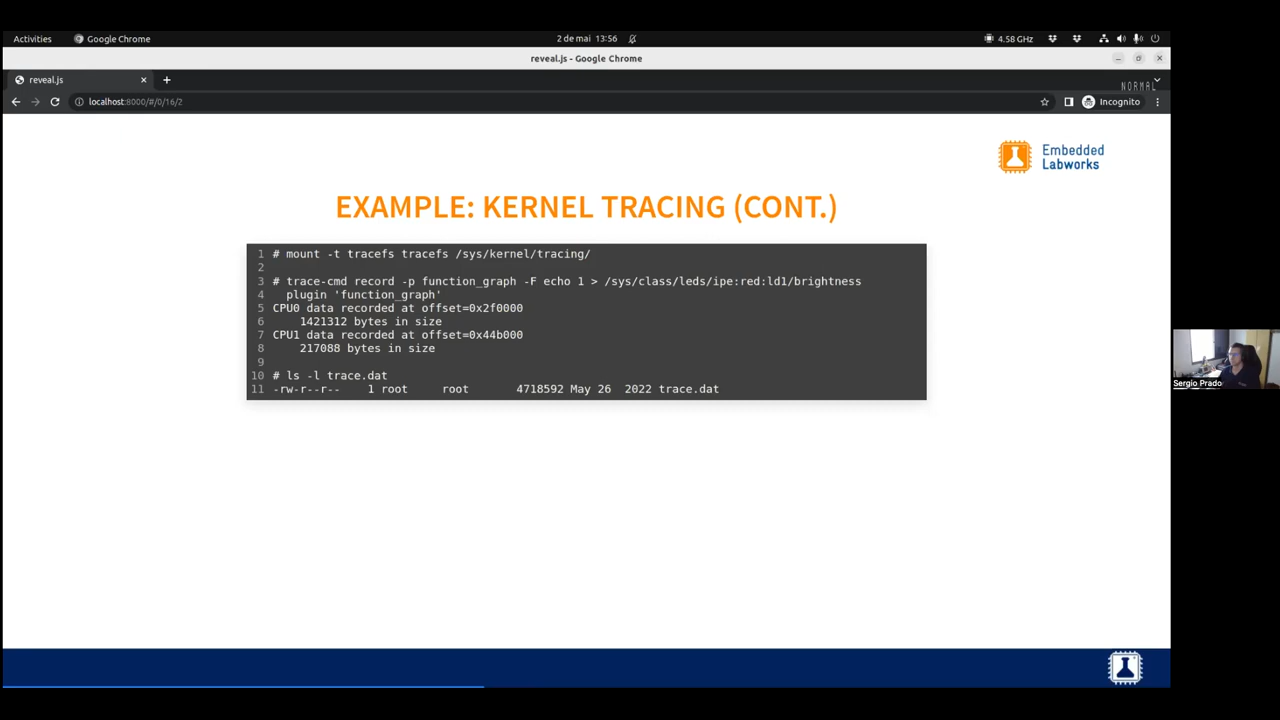 Activities
Google Chrome
2 de mai 13:56
4.58 GHz
reveal.js - Google Chrome
reveal.js
NORMAL
localhost:8000/#/0/16/2
Incognito
Embedded
Labworks
EXAMPLE: KERNEL TRACING (CONT.)
1 # mount -t tracefs tracefs /sys/kernel/tracing/
2
3 # trace-cmd record -p function_graph -F echo 1 > /sys/class/leds/ipe:red:ld1/brightness
4   plugin 'function_graph'
5 CPU0 data recorded at offset=0x2f0000
6     1421312 bytes in size
7 CPU1 data recorded at offset=0x44b000
8     217088 bytes in size
9
10 # ls -l trace.dat
11 -rw-r--r--    1 root     root       4718592 May 26  2022 trace.dat
Sergio Prado